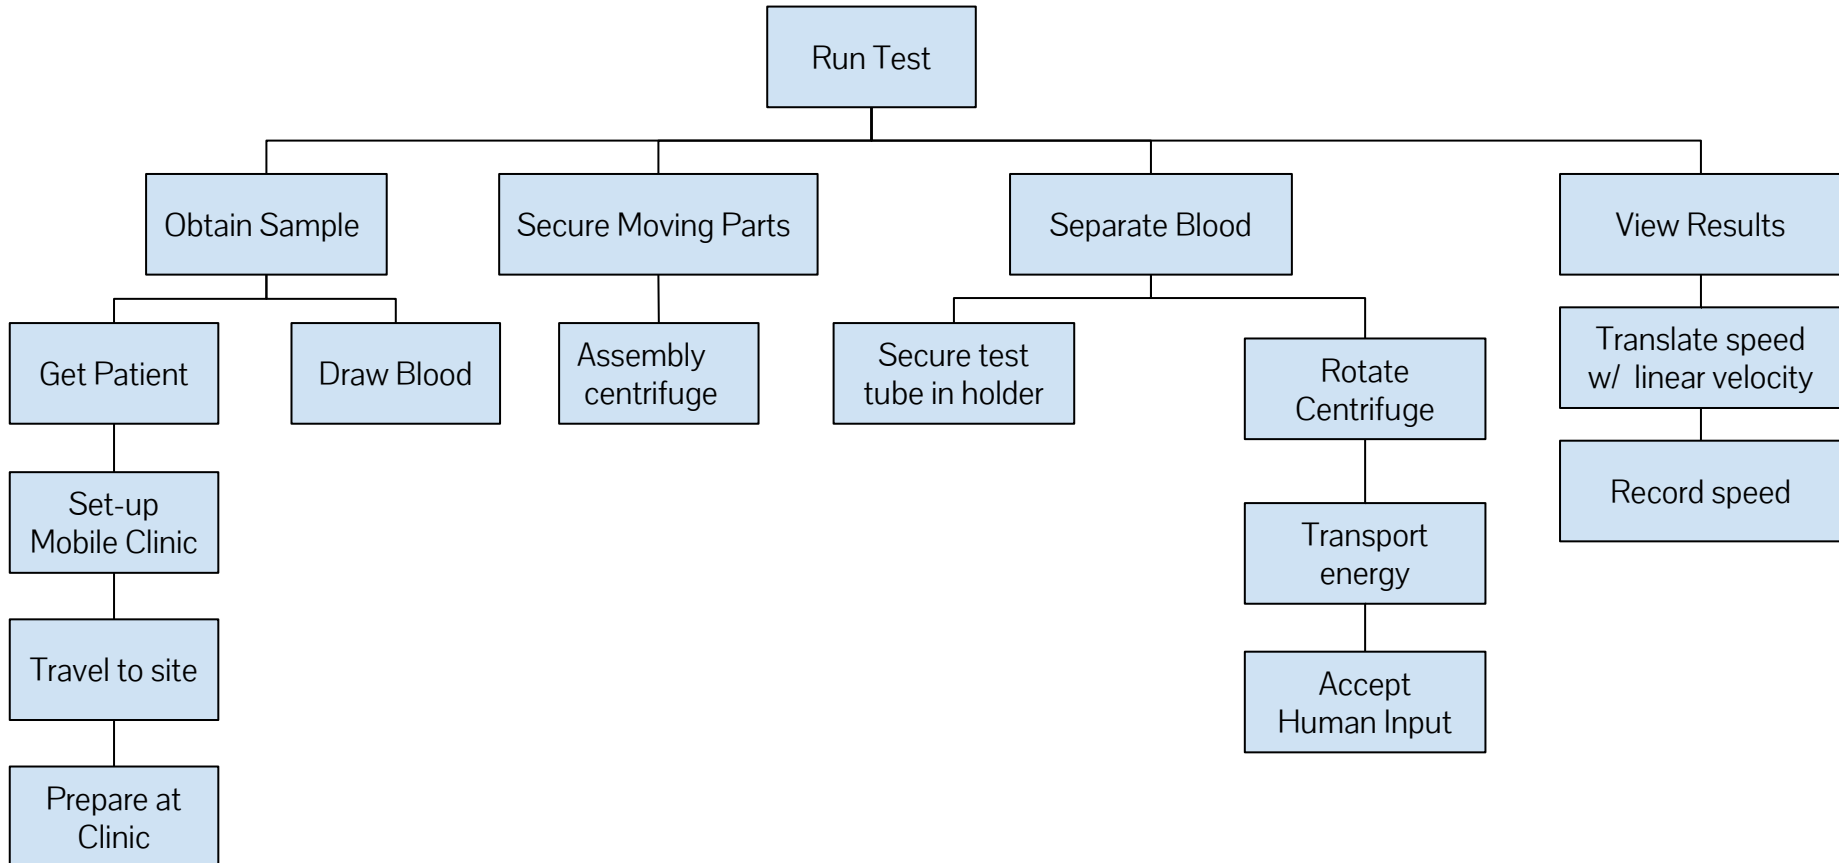 Run Test
Obtain Sample
Secure Moving Parts
Separate Blood
View Results
Get Patient
Draw Blood
Assembly
centrifuge
Secure test
tube in holder
Rotate
Centrifuge
Translate speed
w/ linear velocity
Set-up
Mobile Clinic
Transport
energy
Record speed
Travel to site
Accept
Human Input
Prepare at
Clinic